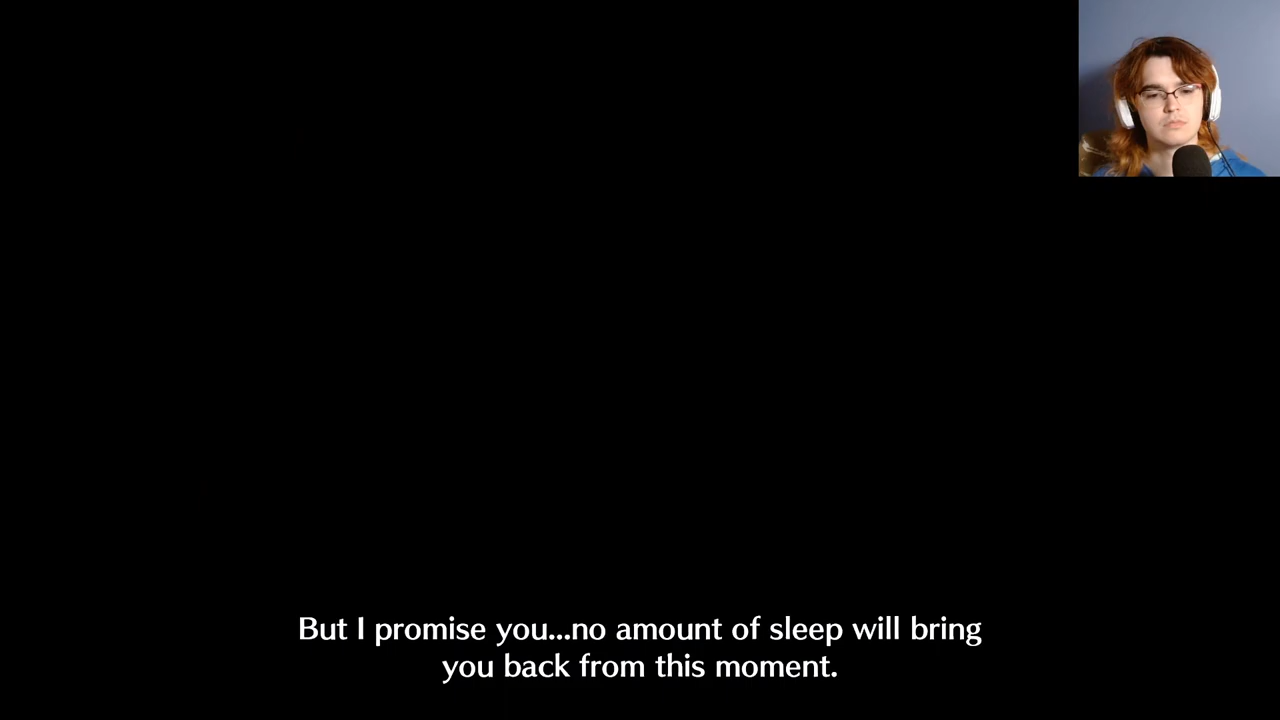 But I promise you...no amount of sleep will bring
you back from this moment.